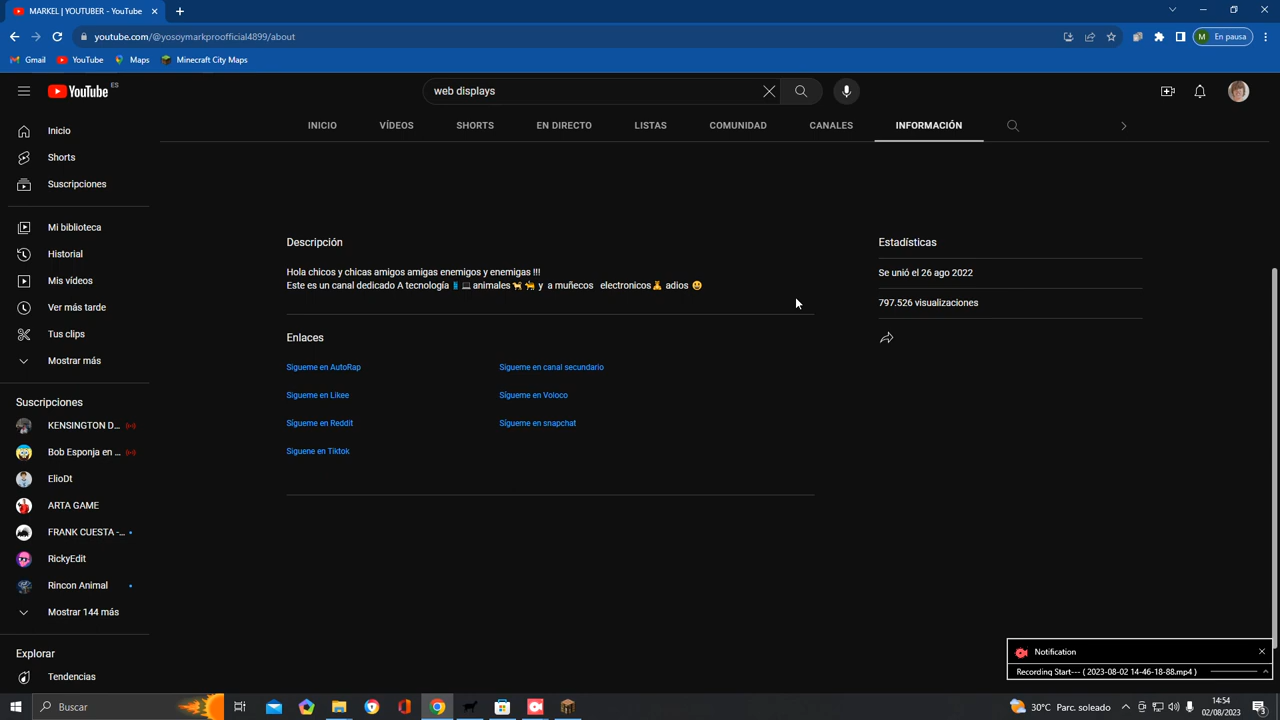 MARKEL | YOUTUBER - YouTube
youtube.com/@yosoymarkproofficial4899/about
M En pausa
Gmail YouTube Maps Minecraft City Maps
YouTube ES
web displays
INICIO VÍDEOS SHORTS EN DIRECTO LISTAS COMUNIDAD CANALES INFORMACIÓN
Inicio
Shorts
Suscripciones
Mi biblioteca
Historial
Mis vídeos
Ver más tarde
Tus clips
Mostrar más
Suscripciones
KENSINGTON D...
Bob Esponja en ...
ElioDt
ARTA GAME
FRANK CUESTA -...
RickyEdit
Rincon Animal
Mostrar 144 más
Explorar
Tendencias
Descripción
Hola chicos y chicas amigos amigas enemigos y enemigas !!!
Este es un canal dedicado A tecnología📱💻animales🐕🐈 y a muñecos electronicos🧸 adios 😃
Enlaces
Sigueme en AutoRap
Sigueme en canal secundario
Sigueme en Likee
Sígueme en Voloco
Sígueme en Reddit
Sígueme en snapchat
Siguene en Tiktok
Estadísticas
Se unió el 26 ago 2022
797.526 visualizaciones
Notification
Recording Start--- ( 2023-08-02 14-46-18-88.mp4 )
Buscar
30°C Parc. soleado
14:54
02/08/2023
3